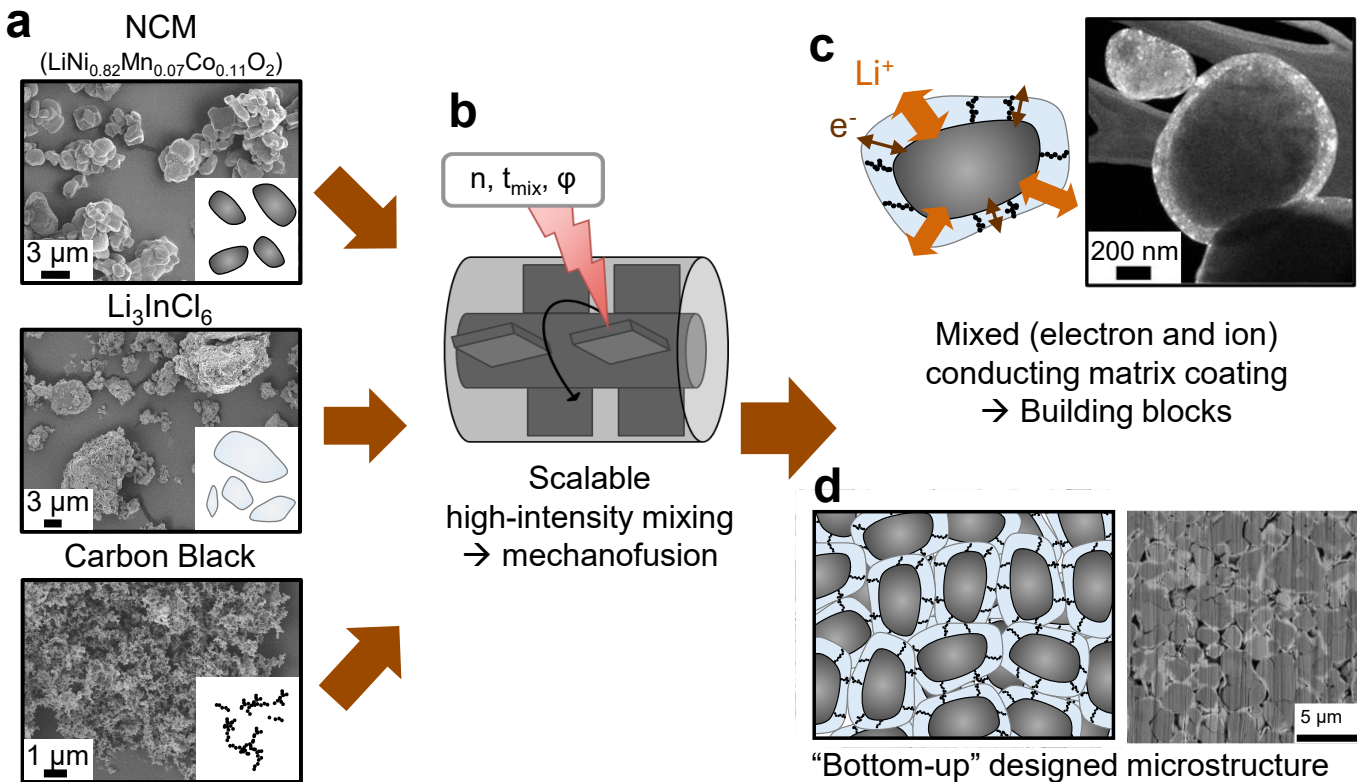 a
NCM
(LiNi0.82Mn0.07Co0.11O2)
3 µm
Li3InCl6
3 µm
Carbon Black
1 µm
b
n, tmix, φ
Scalable
high-intensity mixing
→ mechanofusion
c
Li+
e-
200 nm
Mixed (electron and ion)
conducting matrix coating
→ Building blocks
d
5 µm
“Bottom-up” designed microstructure